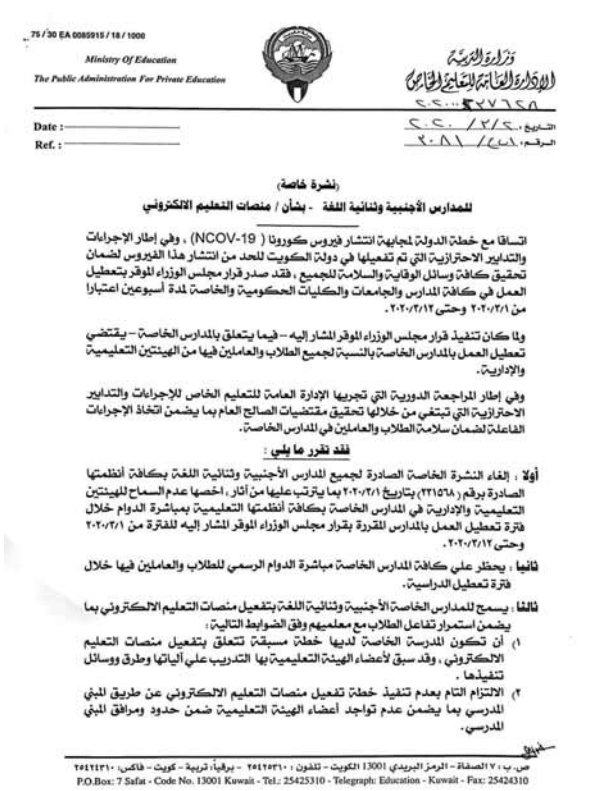 75 / 30 EA 0085915 / 18 / 1000
Ministry Of Education
The Public Administration For Private Education
وزارة التربية
الإدارة العامة للتعليم الخاص
Date :
Ref. :
التاريخ : ٢٠٢٠/٣/٢
الرقم :
(نشرة خاصة)
للمدارس الأجنبية وثنائية اللغة - بشأن / منصات التعليم الالكتروني
اتساقا مع خطة الدولة لمجابهة انتشار فيروس كورونا ( NCOV-19) ، وفي إطار الإجراءات
والتدابير الاحترازية التي تم تفعيلها في دولة الكويت للحد من انتشار هذا الفيروس لضمان
تحقيق كافة وسائل الوقاية والسلامة للجميع ، فقد صدر قرار مجلس الوزراء الموقر بتعطيل
العمل في كافة المدارس والجامعات والكليات الحكومية والخاصة لمدة أسبوعين اعتبارا
من ٢٠٢٠/٣/١ وحتى ٢٠٢٠/٣/١٢ .
ولما كان تنفيذ قرار مجلس الوزراء الموقر المشار إليه – فيما يتعلق بالمدارس الخاصة – يقتضي
تعطيل العمل بالمدارس الخاصة بالنسبة لجميع الطلاب والعاملين فيها من الهيئتين التعليمية
والإدارية.
وفي إطار المراجعة الدورية التي تجريها الإدارة العامة للتعليم الخاص للإجراءات والتدابير
الاحترازية التي تبتغي من خلالها تحقيق مقتضيات الصالح العام بما يضمن اتخاذ الإجراءات
الفاعلة لضمان سلامة الطلاب والعاملين في المدارس الخاصة.
فقد تقرر ما يلي :
أولا : إلغاء النشرة الخاصة الصادرة لجميع المدارس الأجنبية وثنائية اللغة بكافة أنظمتها
الصادرة برقم (٢٢١٥٦٨) بتاريخ ٢٠٢٠/٣/١ بما يترتب عليها من أثار ، اخصها عدم السماح للهيئتين
التعليمية والإدارية في المدارس الخاصة بكافة أنظمتها التعليمية بمباشرة الدوام خلال
فترة تعطيل العمل بالمدارس المقررة بقرار مجلس الوزراء الموقر المشار إليه للفترة من ٢٠٢٠/٣/١
وحتى ٢٠٢٠/٣/١٢ .
ثانيا : يحظر علي كافة المدارس الخاصة مباشرة الدوام الرسمي للطلاب والعاملين فيها خلال
فترة تعطيل الدراسية .
ثالثا : يسمح للمدارس الخاصة الأجنبية وثنائية اللغة بتفعيل منصات التعليم الالكتروني بما
يضمن استمرار تفاعل الطلاب مع معلميهم وفق الضوابط التالية :
١) أن تكون المدرسة الخاصة لديها خطة مسبقة تتعلق بتفعيل منصات التعليم
الالكتروني ، وقد سبق لأعضاء الهيئة التعليمية بها التدريب علي آلياتها وطرق ووسائل
تنفيذها .
٢) الالتزام التام بعدم تنفيذ خطة تفعيل منصات التعليم الالكتروني عن طريق المبني
المدرسي بما يضمن عدم تواجد أعضاء الهيئة التعليمية ضمن حدود ومرافق المبني
المدرسي.
ص. ب : ٧ الصفاة - الرمز البريدي 13001 الكويت - تلفون : ٢٥٤٢٥٣١٠ - برقياً: تربية - كويت - فاكس: ٢٥٤٢٤٣١٠
P.O.Box: 7 Safat - Code No. 13001 Kuwait - Tel.: 25425310 - Telegraph: Education - Kuwait - Fax: 25424310